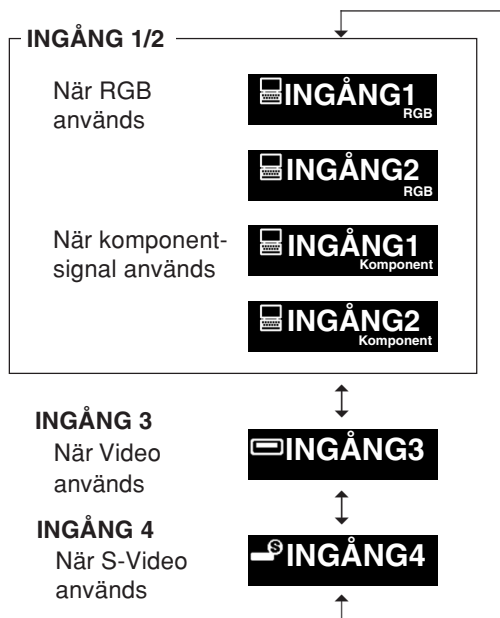 INGÅNG 1/2
När RGB
används
INGÅNG1
RGB
INGÅNG2
RGB
När komponent-
signal används
INGÅNG1
Komponent
INGÅNG2
Komponent
INGÅNG 3
När Video
används
INGÅNG3
INGÅNG 4
När S-Video
används
S
INGÅNG4